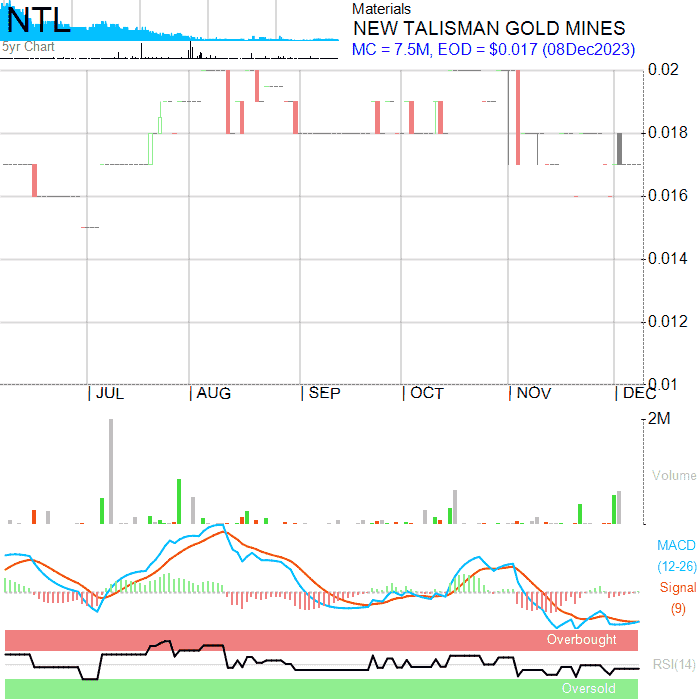 NTL
5yr Chart
Materials
NEW TALISMAN GOLD MINES
MC = 7.5M, EOD = $0.017 (08Dec2023)
0.02
0.018
0.016
0.014
0.012
0.01
JUL AUG SEP OCT NOV DEC
2M
Volume
MACD
(12-26)
Signal
(9)
Overbought
RSI(14)
Oversold